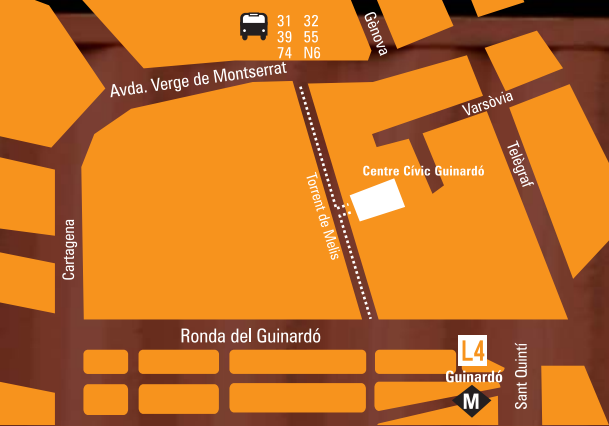 31 32
39 55
74 N6
Gènova
Avda. Verge de Montserrat
Varsòvia
Telègraf
Centre Cívic Guinardó
Torrent de Melis
Cartagena
Ronda del Guinardó
L4
Guinardó
M
Sant Quintí